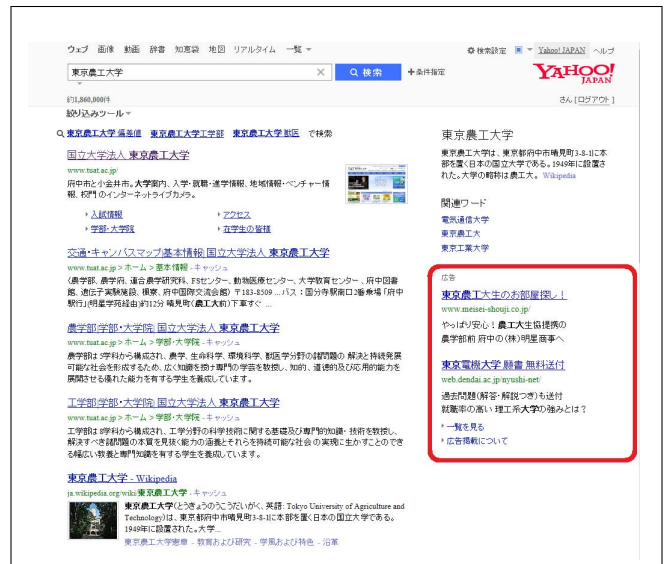 ウェブ 画像 動画 辞書 知恵袋 地図 リアルタイム 一覧
検索設定 Yahoo! JAPAN ヘルプ
東京農工大学 × 検索 +条件指定
YAHOO! JAPAN
約1,860,000件
さん [ログアウト]
絞り込みツール
東京農工大学 偏差値 東京農工大学工学部 東京農工大学 獣医 で検索
国立大学法人 東京農工大学
www.tuat.ac.jp/
府中市と小金井市。大学案内、入学・就職・進学情報、地域情報・ベンチャー情
報、校門のインターネットライブカメラ。
入試情報 アクセス
学部・大学院 在学生の皆様
交通・キャンパスマップ|基本情報|国立大学法人 東京農工大学
www.tuat.ac.jp > ホーム > 基本情報 - キャッシュ
(農学部、農学府、連合農学研究科、FSセンター、動物医療センター、大学教育センター、府中図書
館、遺伝子実験施設、檪寮、府中国際交流会館) 〒183-8509 ... バス：国分寺駅南口2番乗場「府中
駅行」(明星学苑経由)約12分 晴見町(農工大前)下車すぐ ...
農学部|学部・大学院|国立大学法人 東京農工大学
www.tuat.ac.jp > ホーム > 学部・大学院 - キャッシュ
農学部は5学科から構成され、農学、生命科学、環境科学、獣医学分野の諸問題の 解決と持続発展
可能な社会を形成するため、広く知識を授け専門の学芸を教授し、知的、道徳的及び応用的能力を
展開させる優れた能力を有する学生を養成しています。
工学部|学部・大学院|国立大学法人 東京農工大学
www.tuat.ac.jp > ホーム > 学部・大学院 - キャッシュ
工学部は8学科から構成され、工学分野の科学技術に関する基礎及び専門的知識・技術を教授し、
解決すべき諸問題の本質を見抜く能力の涵養とそれらを持続可能な社会の実現に生かすことのでき
る幅広い教養と専門知識を有する学生を養成しています。
東京農工大学 - Wikipedia
ja.wikipedia.org/wiki/東京農工大学 - キャッシュ
東京農工大学(とうきょうのうこうだいがく、英語: Tokyo University of Agriculture and
Technology)は、東京都府中市晴見町3-8-1に本部を置く日本の国立大学である。
1949年に設置された。大学...
東京農工大学憲章 - 教育および研究 - 学風および特色 - 沿革
東京農工大学
東京農工大学は、東京都府中市晴見町3-8-1に本
部を置く日本の国立大学である。1949年に設置さ
れた。大学の略称は農工大。 Wikipedia
関連ワード
電気通信大学
東京農工大
東京工業大学
広告
東京農工大生のお部屋探し！
www.meisei-shouji.co.jp/
やっぱり安心！農工大生協提携の
農学部前 府中の(株)明星商事へ
東京電機大学 願書 無料送付
web.dendai.ac.jp/nyushi-net/
過去問題(解答・解説つき)も送付
就職率の高い 理工系大学の強みとは？
一覧を見る
広告掲載について